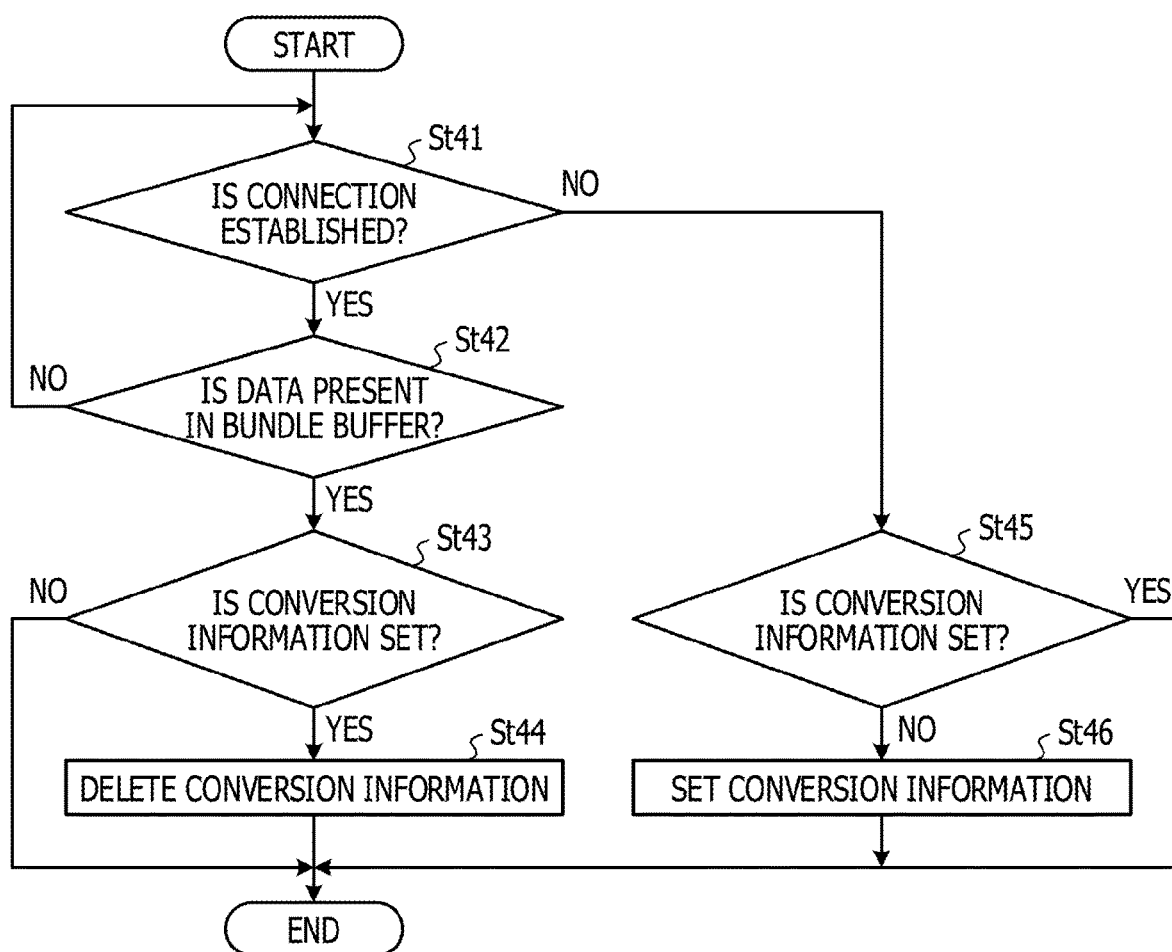 START
St41
IS CONNECTION
ESTABLISHED?
NO
YES
St42
NO
IS DATA PRESENT
IN BUNDLE BUFFER?
YES
St43
NO
IS CONVERSION
INFORMATION SET?
YES
St44
DELETE CONVERSION INFORMATION
St45
IS CONVERSION
INFORMATION SET?
YES
NO
St46
SET CONVERSION INFORMATION
END